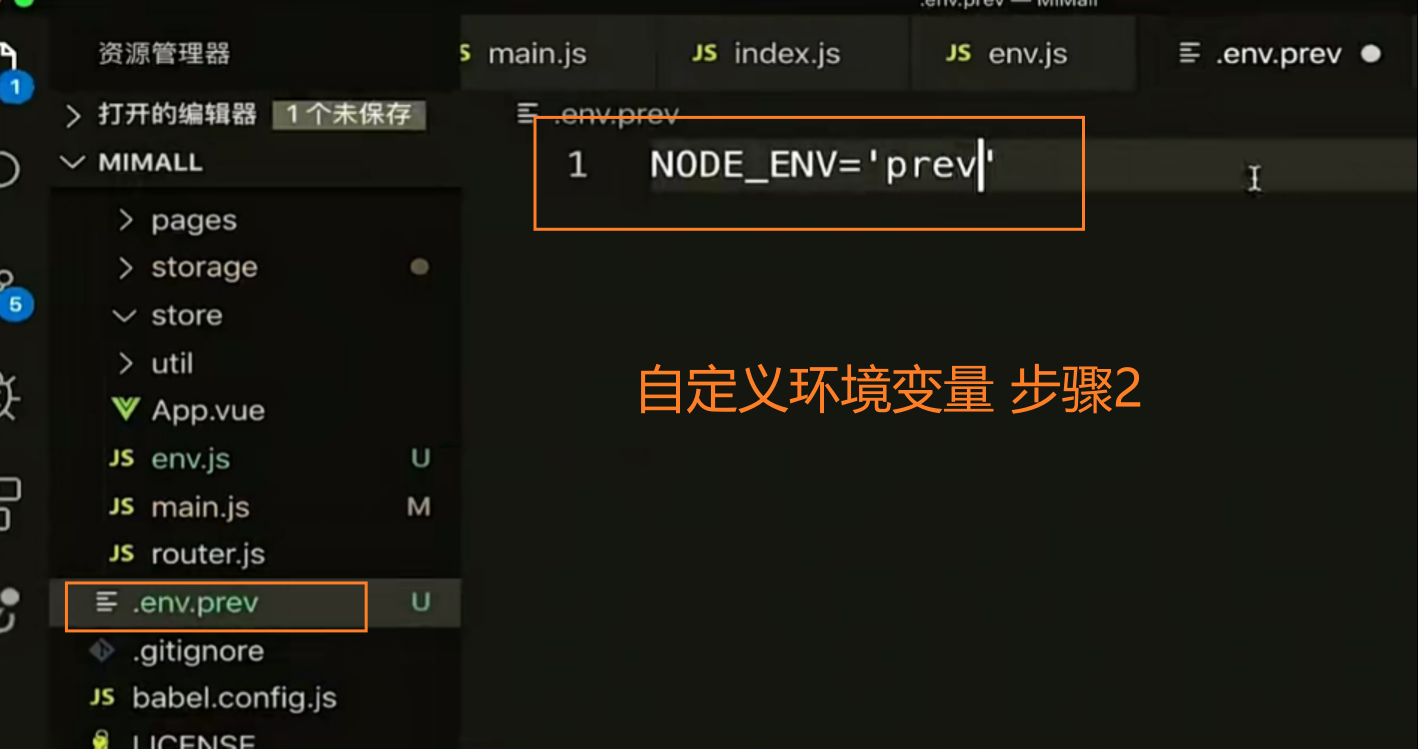 .env.prev — MiMall
资源管理器
main.js
JS index.js
JS env.js
.env.prev
1
打开的编辑器 1个未保存
.env.prev
MIMALL
1 NODE_ENV='prev'
pages
storage
store
5
util
自定义环境变量 步骤2
App.vue
JS env.js U
JS main.js M
JS router.js
.env.prev U
.gitignore
JS babel.config.js
LICENSE